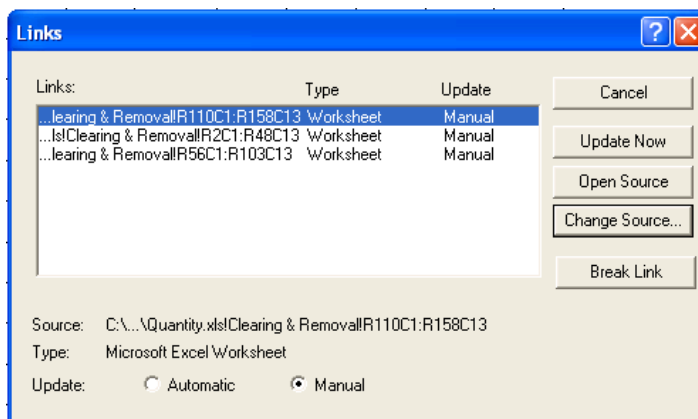 Links
Links: Type Update Cancel
...learing & Removal!R110C1:R158C13 Worksheet Manual
...ls!Clearing & Removal!R2C1:R48C13 Worksheet Manual Update Now
...learing & Removal!R56C1:R103C13 Worksheet Manual
Open Source
Change Source...
Break Link
Source: C:\...\Quantity.xls!Clearing & Removal!R110C1:R158C13
Type: Microsoft Excel Worksheet
Update: Automatic Manual